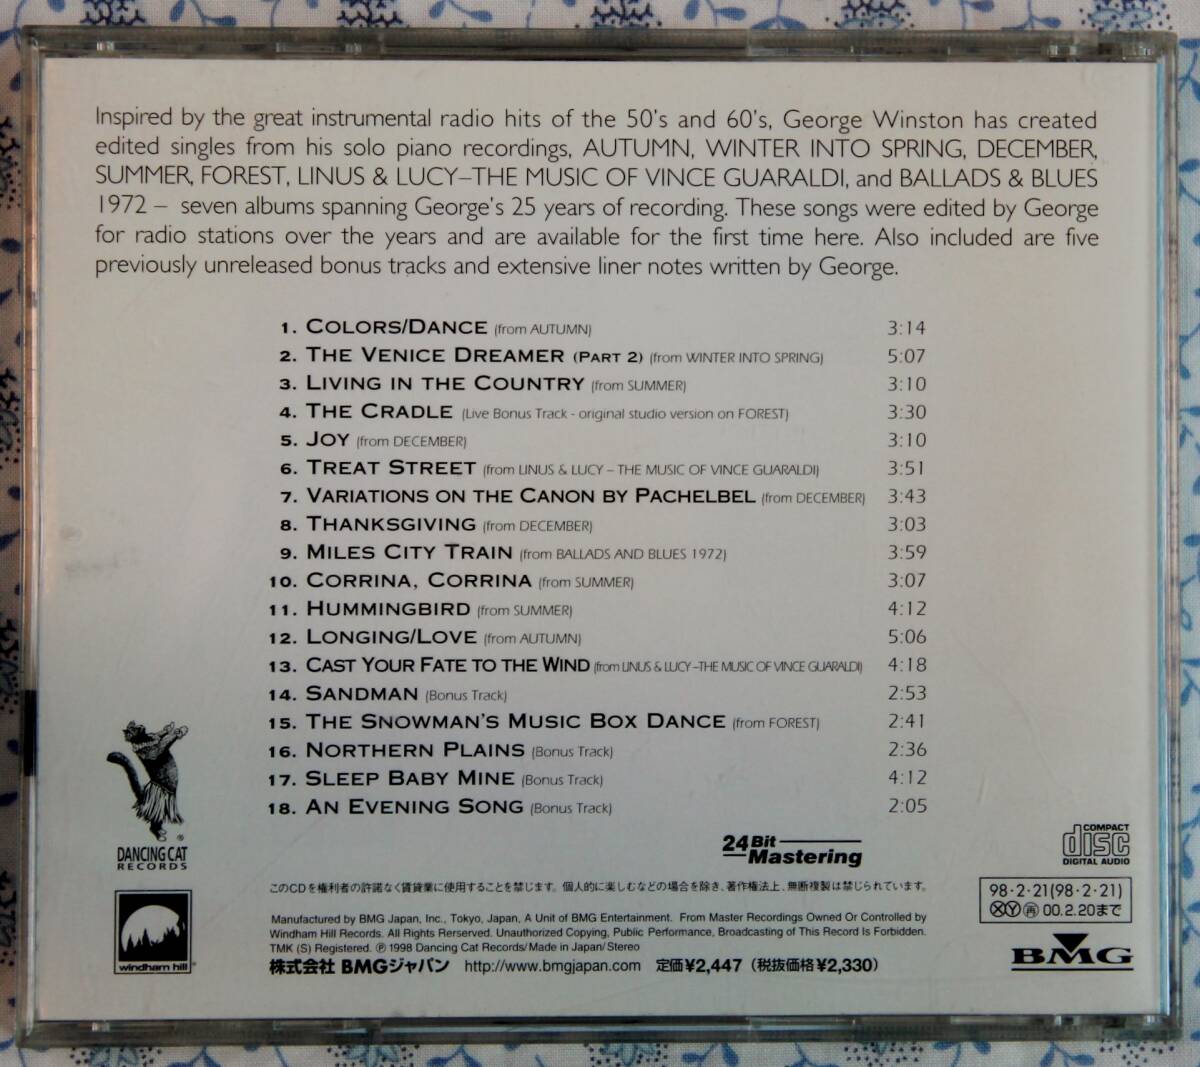 Inspired by the great instrumental radio hits of the 50's and 60's, George Winston has created
edited singles from his solo piano recordings, AUTUMN, WINTER INTO SPRING, DECEMBER,
SUMMER, FOREST, LINUS & LUCY–THE MUSIC OF VINCE GUARALDI, and BALLADS & BLUES
1972 – seven albums spanning George's 25 years of recording. These songs were edited by George
for radio stations over the years and are available for the first time here. Also included are five
previously unreleased bonus tracks and extensive liner notes written by George.
1. COLORS/DANCE (from AUTUMN) 3:14
2. THE VENICE DREAMER (PART 2) (from WINTER INTO SPRING) 5:07
3. LIVING IN THE COUNTRY (from SUMMER) 3:10
4. THE CRADLE (Live Bonus Track - original studio version on FOREST) 3:30
5. JOY (from DECEMBER) 3:10
6. TREAT STREET (from LINUS & LUCY – THE MUSIC OF VINCE GUARALDI) 3:51
7. VARIATIONS ON THE CANON BY PACHELBEL (from DECEMBER) 3:43
8. THANKSGIVING (from DECEMBER) 3:03
9. MILES CITY TRAIN (from BALLADS AND BLUES 1972) 3:59
10. CORRINA, CORRINA (from SUMMER) 3:07
11. HUMMINGBIRD (from SUMMER) 4:12
12. LONGING/LOVE (from AUTUMN) 5:06
13. CAST YOUR FATE TO THE WIND (from LINUS & LUCY –THE MUSIC OF VINCE GUARALDI) 4:18
14. SANDMAN (Bonus Track) 2:53
15. THE SNOWMAN'S MUSIC BOX DANCE (from FOREST) 2:41
16. NORTHERN PLAINS (Bonus Track) 2:36
17. SLEEP BABY MINE (Bonus Track) 4:12
18. AN EVENING SONG (Bonus Track) 2:05
®
DANCING CAT
RECORDS
24 Bit
Mastering
COMPACT
disc
DIGITAL AUDIO
このCDを権利者の許諾なく賃貸業に使用することを禁じます。個人的に楽しむなどの場合を除き、著作権法上、無断複製は禁じられています。
Manufactured by BMG Japan, Inc., Tokyo, Japan, A Unit of BMG Entertainment. From Master Recordings Owned Or Controlled by
Windham Hill Records. All Rights Rerserved. Unauthorized Copying, Public Performance, Broadcasting of This Record Is Forbidden.
TMK (S) Registered. ℗ 1998 Dancing Cat Records/Made in Japan/Stereo
株式会社 BMGジャパン http://www.bmgjapan.com 定価¥2,447（税抜価格¥2,330）
windham hill ®
98・2・21(98・2・21)
ⓍⓎ㊢ 00.2.20まで
BMG